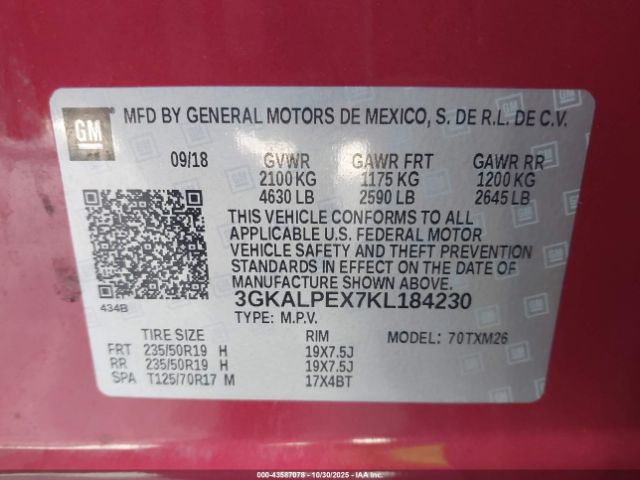 GM
MFD BY GENERAL MOTORS DE MEXICO, S. DE R.L. DE C.V.
09/18 GVWR GAWR FRT GAWR RR
2100 KG 1175 KG 1200 KG
4630 LB 2590 LB 2645 LB
THIS VEHICLE CONFORMS TO ALL
APPLICABLE U.S. FEDERAL MOTOR
VEHICLE SAFETY AND THEFT PREVENTION
STANDARDS IN EFFECT ON THE DATE OF
MANUFACTURE SHOWN ABOVE.
3GKALPEX7KL184230
434B
TYPE: M.P.V.
TIRE SIZE RIM MODEL: 70TXM26
FRT 235/50R19 H 19X7.5J
RR 235/50R19 H 19X7.5J
SPA T125/70R17 M 17X4BT
000-43587078 - 10/30/2025 - IAA Inc.